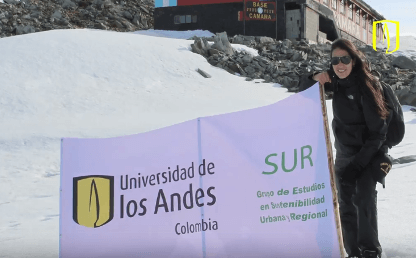 BASE
CAMARA
Universidad de
los Andes
Colombia
SUR
Grupo de Estudios
en Sostenibilidad
Urbana y Regional